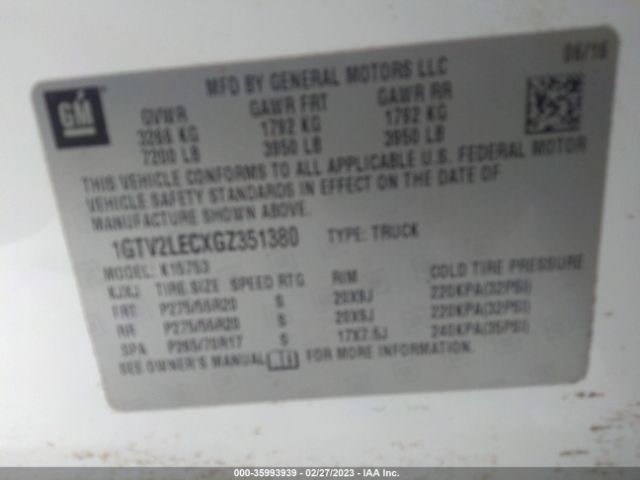 06/16
GM
MFD BY GENERAL MOTORS LLC
GVWR GAWR FRT GAWR RR
3266 KG 1792 KG 1792 KG
7200 LB 3950 LB 3950 LB
THIS VEHICLE CONFORMS TO ALL APPLICABLE U.S. FEDERAL MOTOR
VEHICLE SAFETY STANDARDS IN EFFECT ON THE DATE OF
MANUFACTURE SHOWN ABOVE.
1GTV2LECXGZ351380 TYPE: TRUCK
MODEL: K15753
KJXJ TIRE SIZE SPEED RTG RIM COLD TIRE PRESSURE
FRT P275/55R20 S 20X9J 220KPA(32PSI)
RR P275/55R20 S 20X9J 220KPA(32PSI)
SPA P265/70R17 S 17X7.5J 240KPA(35PSI)
SEE OWNER'S MANUAL FOR MORE INFORMATION.
000-35993939 - 02/27/2023 - IAA Inc.